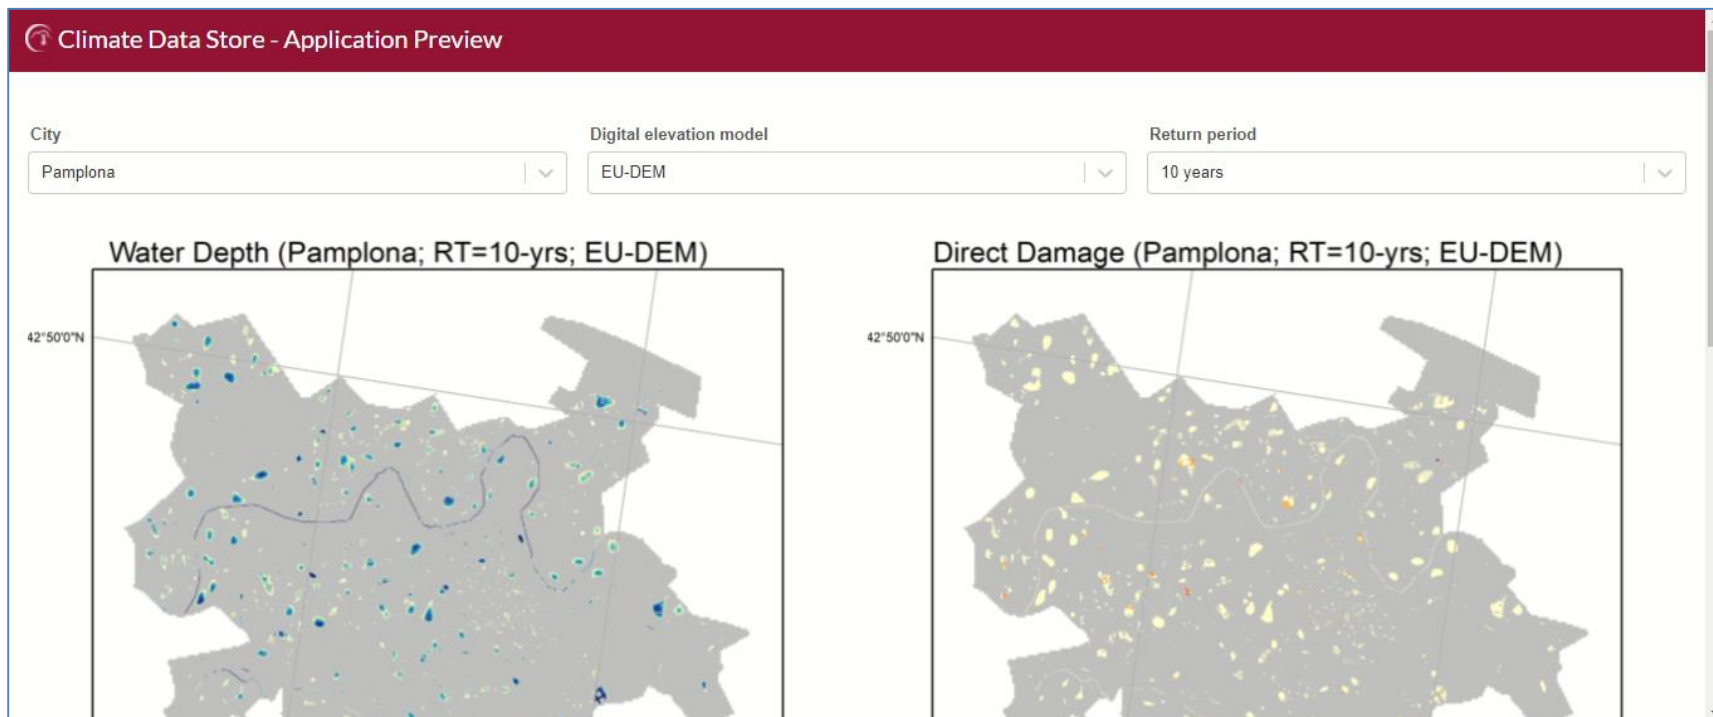 Climate Data Store - Application Preview
City
Digital elevation model
Return period
Pamplona
EU-DEM
10 years
Water Depth (Pamplona; RT=10-yrs; EU-DEM)
Direct Damage (Pamplona; RT=10-yrs; EU-DEM)
42°50'0"N
42°50'0"N